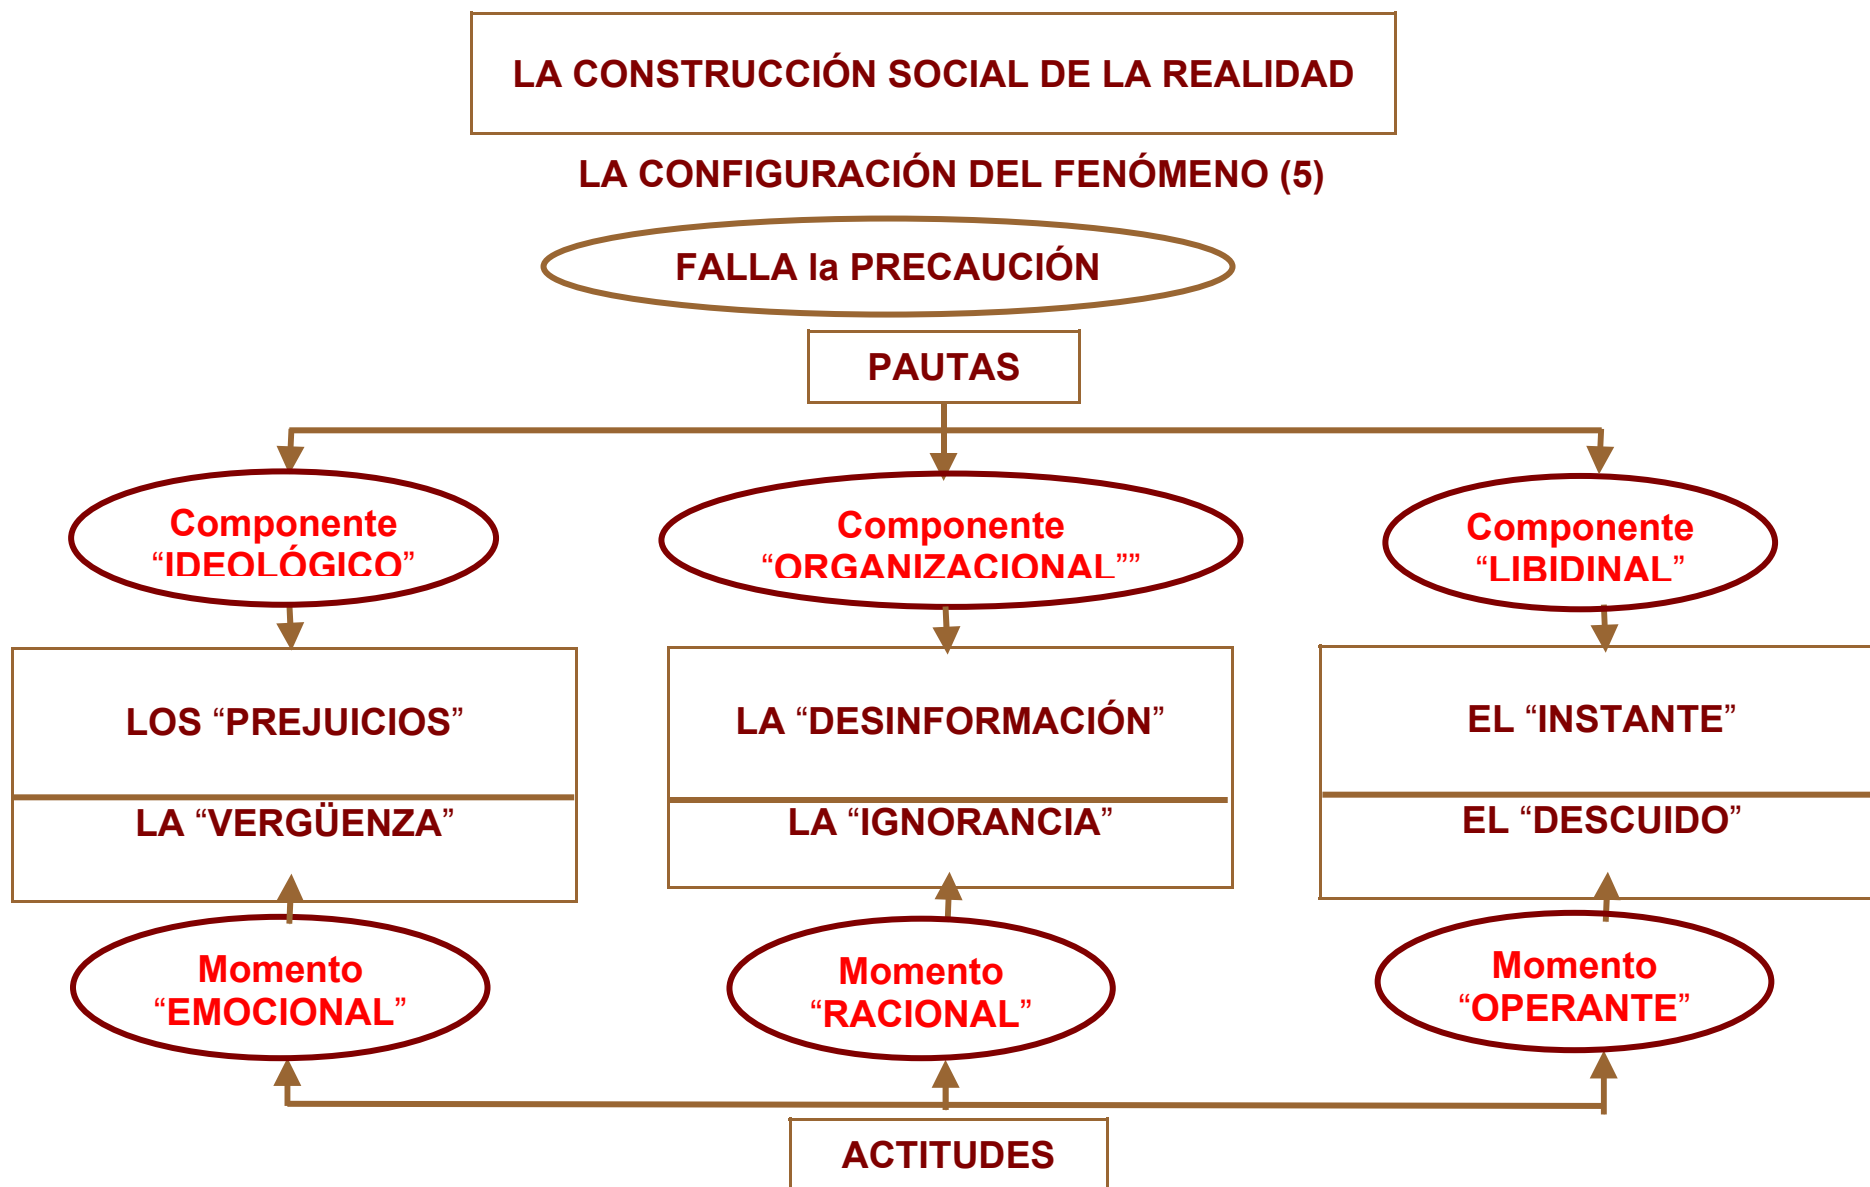 LA CONSTRUCCIÓN SOCIAL DE LA REALIDAD
LA CONFIGURACIÓN DEL FENÓMENO (5)
FALLA la PRECAUCIÓN
PAUTAS
Componente
“IDEOLÓGICO”
Componente
“ORGANIZACIONAL””
Componente
“LIBIDINAL”
LOS “PREJUICIOS”
LA “DESINFORMACIÓN”
EL “INSTANTE”
LA “VERGÜENZA”
LA “IGNORANCIA”
EL “DESCUIDO”
Momento
“EMOCIONAL”
Momento
“RACIONAL”
Momento
“OPERANTE”
ACTITUDES